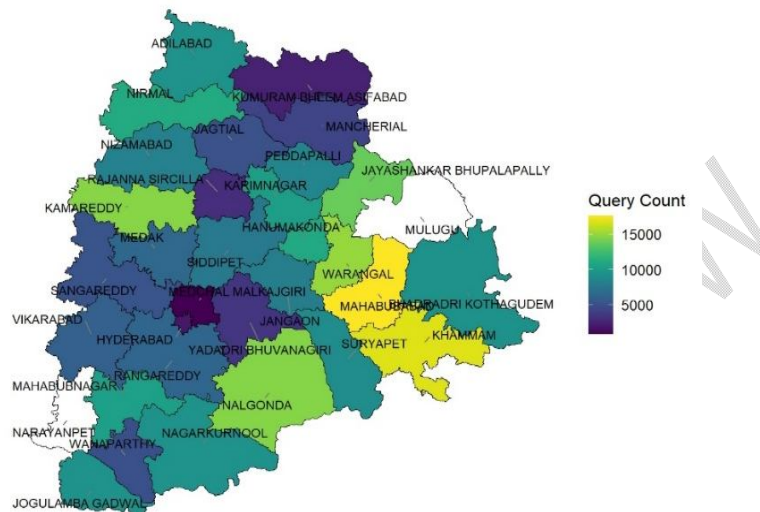 ADILABAD
KUMURAM BHEEM ASIFABAD
NIRMAL
MANCHERIAL
JAGTIAL
NIZAMABAD
PEDDAPALLI
JAYASHANKAR BHUPALAPALLY
RAJANNA SIRCILLA
KARIMNAGAR
KAMAREDDY
HANUMAKONDA
MULUGU
MEDAK
SIDDIPET
WARANGAL
SANGAREDDY
MEDCHAL MALKAJGIRI
MAHABUBABAD
BHADRADRI KOTHAGUDEM
VIKARABAD
JANGAON
HYDERABAD
YADADRI BHUVANAGIRI
SURYAPET
KHAMMAM
RANGAREDDY
MAHABUBNAGAR
NALGONDA
NARAYANPET
NAGARKURNOOL
WANAPARTHY
JOGULAMBA GADWAL
Query Count
15000
10000
5000